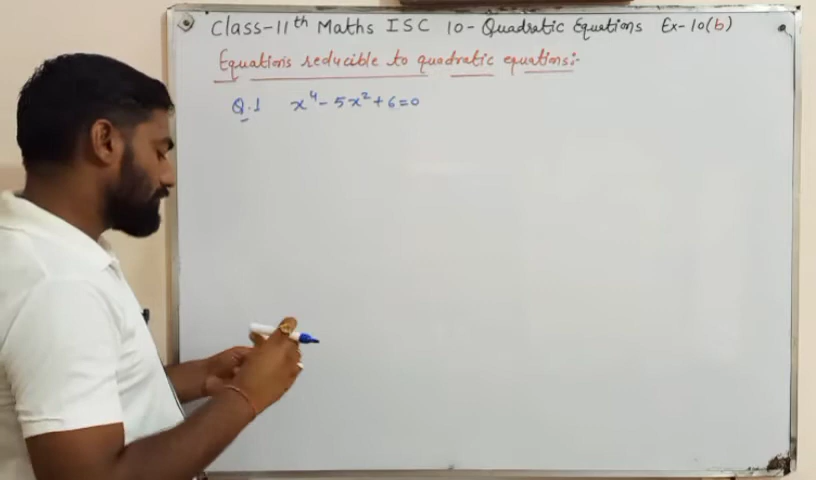 Class-11th Maths ISC 10- Quadratic Equations Ex-10(b)
Equations reducible to quadratic equations:-
Q.1 x⁴-5x²+6=0